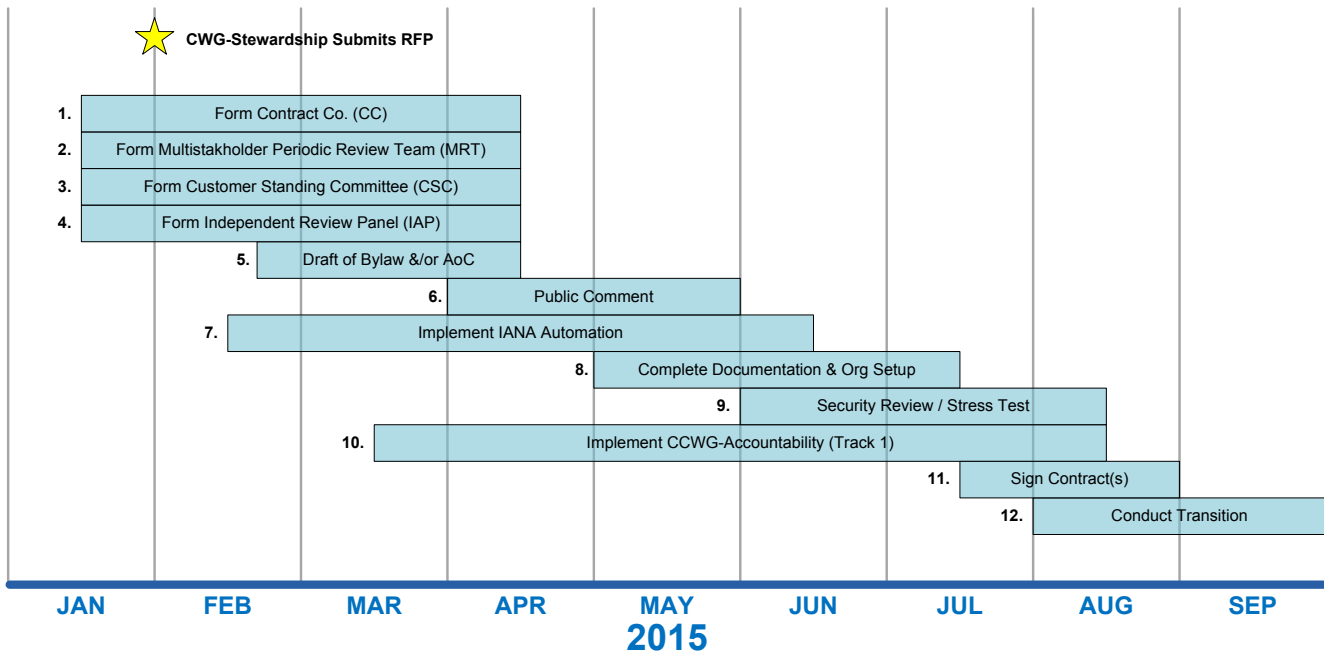 CWG-Stewardship Submits RFP
1. Form Contract Co. (CC)
2. Form Multistakholder Periodic Review Team (MRT)
3. Form Customer Standing Committee (CSC)
4. Form Independent Review Panel (IAP)
5. Draft of Bylaw &/or AoC
6. Public Comment
7. Implement IANA Automation
8. Complete Documentation & Org Setup
9. Security Review / Stress Test
10. Implement CCWG-Accountability (Track 1)
11. Sign Contract(s)
12. Conduct Transition
JAN FEB MAR APR MAY JUN JUL AUG SEP
2015